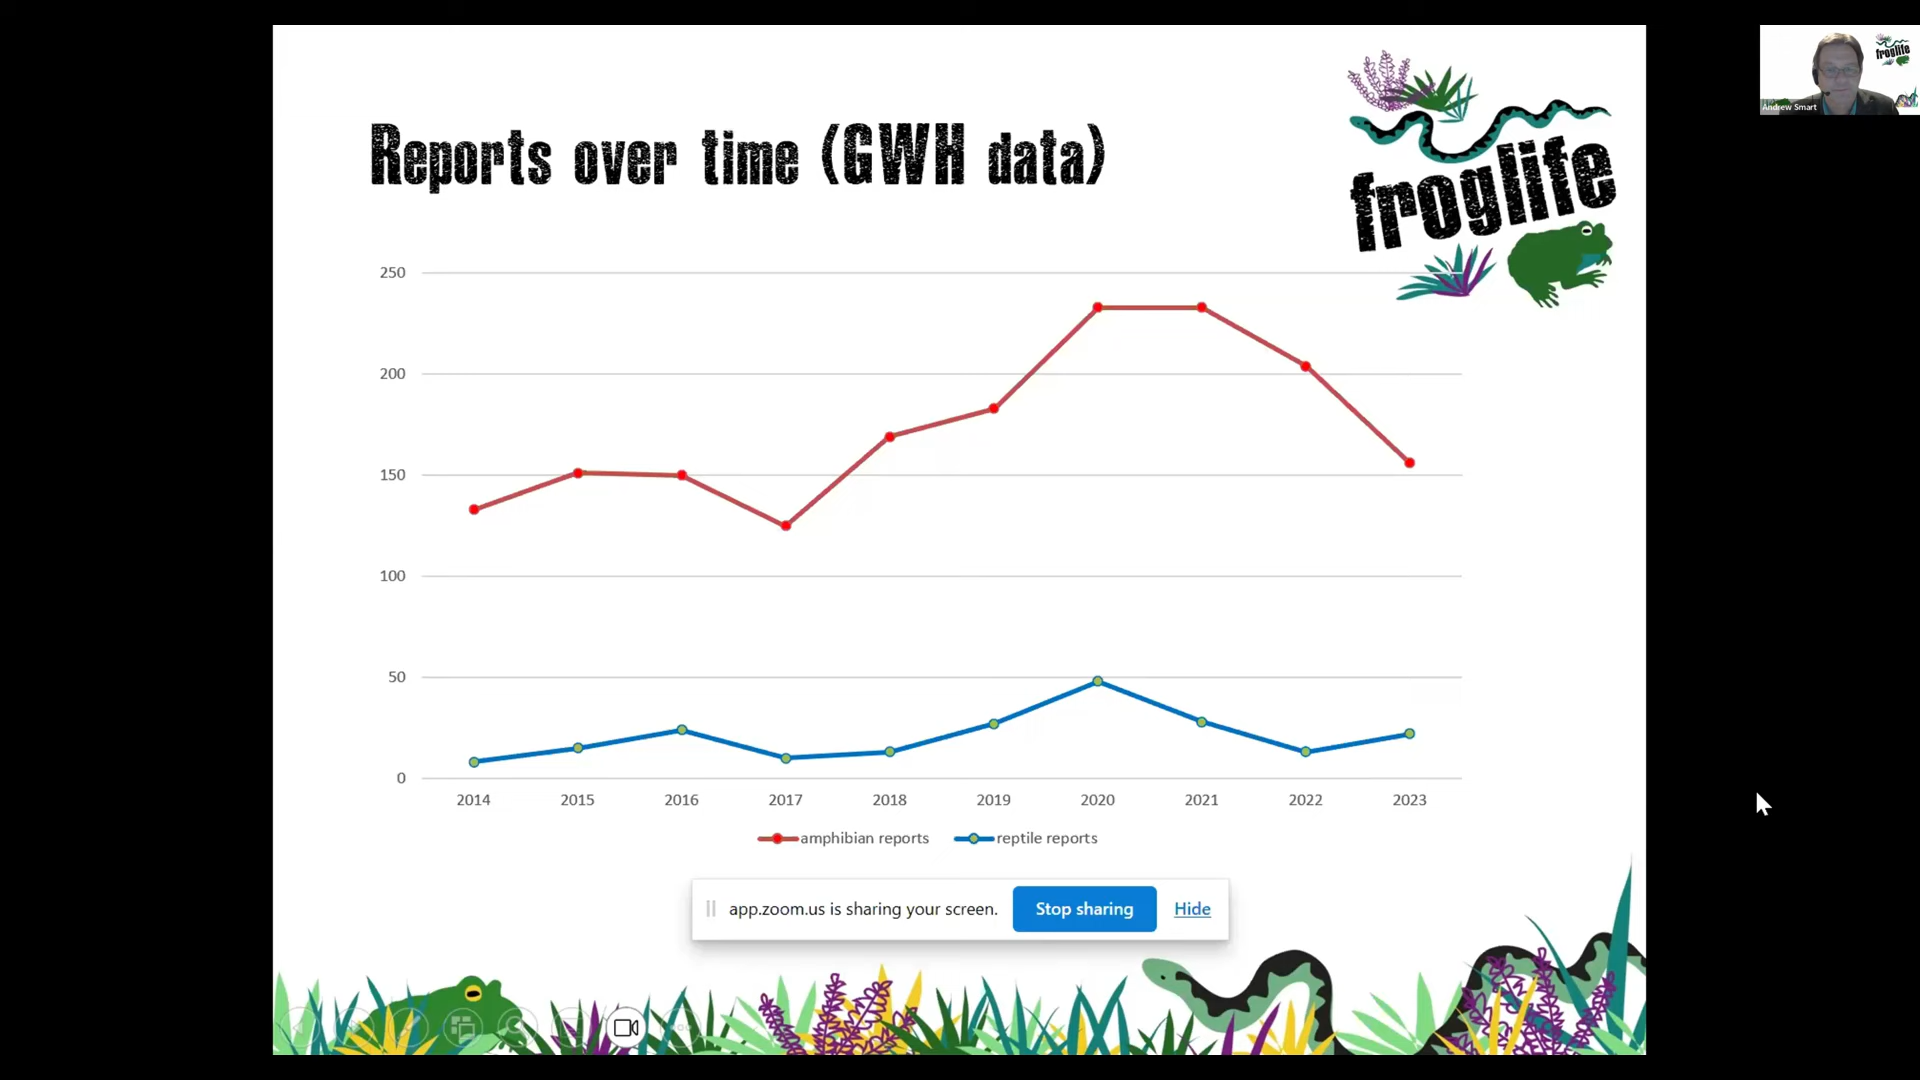 Reports over time (GWH data)
froglife
froglife
Andrew Smart
250
200
150
100
50
0
2014 2015 2016 2017 2018 2019 2020 2021 2022 2023
amphibian reports reptile reports
app.zoom.us is sharing your screen. Stop sharing Hide